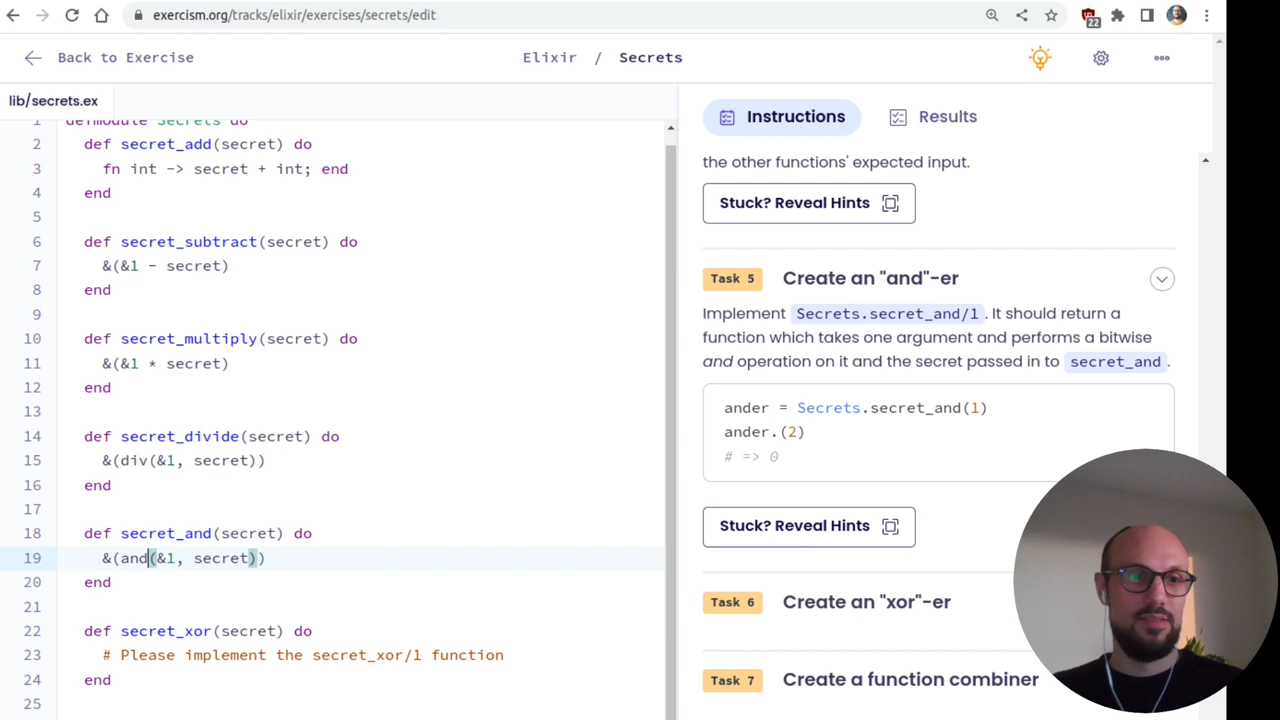 exercism.org/tracks/elixir/exercises/secrets/edit
22
Back to Exercise
Elixir / Secrets
lib/secrets.ex
1 defmodule Secrets do
2 def secret_add(secret) do
3 fn int -> secret + int; end
4 end
5
6 def secret_subtract(secret) do
7 &(&1 - secret)
8 end
9
10 def secret_multiply(secret) do
11 &(&1 * secret)
12 end
13
14 def secret_divide(secret) do
15 &(div(&1, secret))
16 end
17
18 def secret_and(secret) do
19 &(and(&1, secret))
20 end
21
22 def secret_xor(secret) do
23 # Please implement the secret_xor/1 function
24 end
25
Instructions
Results
the other functions' expected input.
Stuck? Reveal Hints
Task 5 Create an "and"-er
Implement Secrets.secret_and/1. It should return a
function which takes one argument and performs a bitwise
and operation on it and the secret passed in to secret_and.
ander = Secrets.secret_and(1)
ander.(2)
# => 0
Stuck? Reveal Hints
Task 6 Create an "xor"-er
Task 7 Create a function combiner